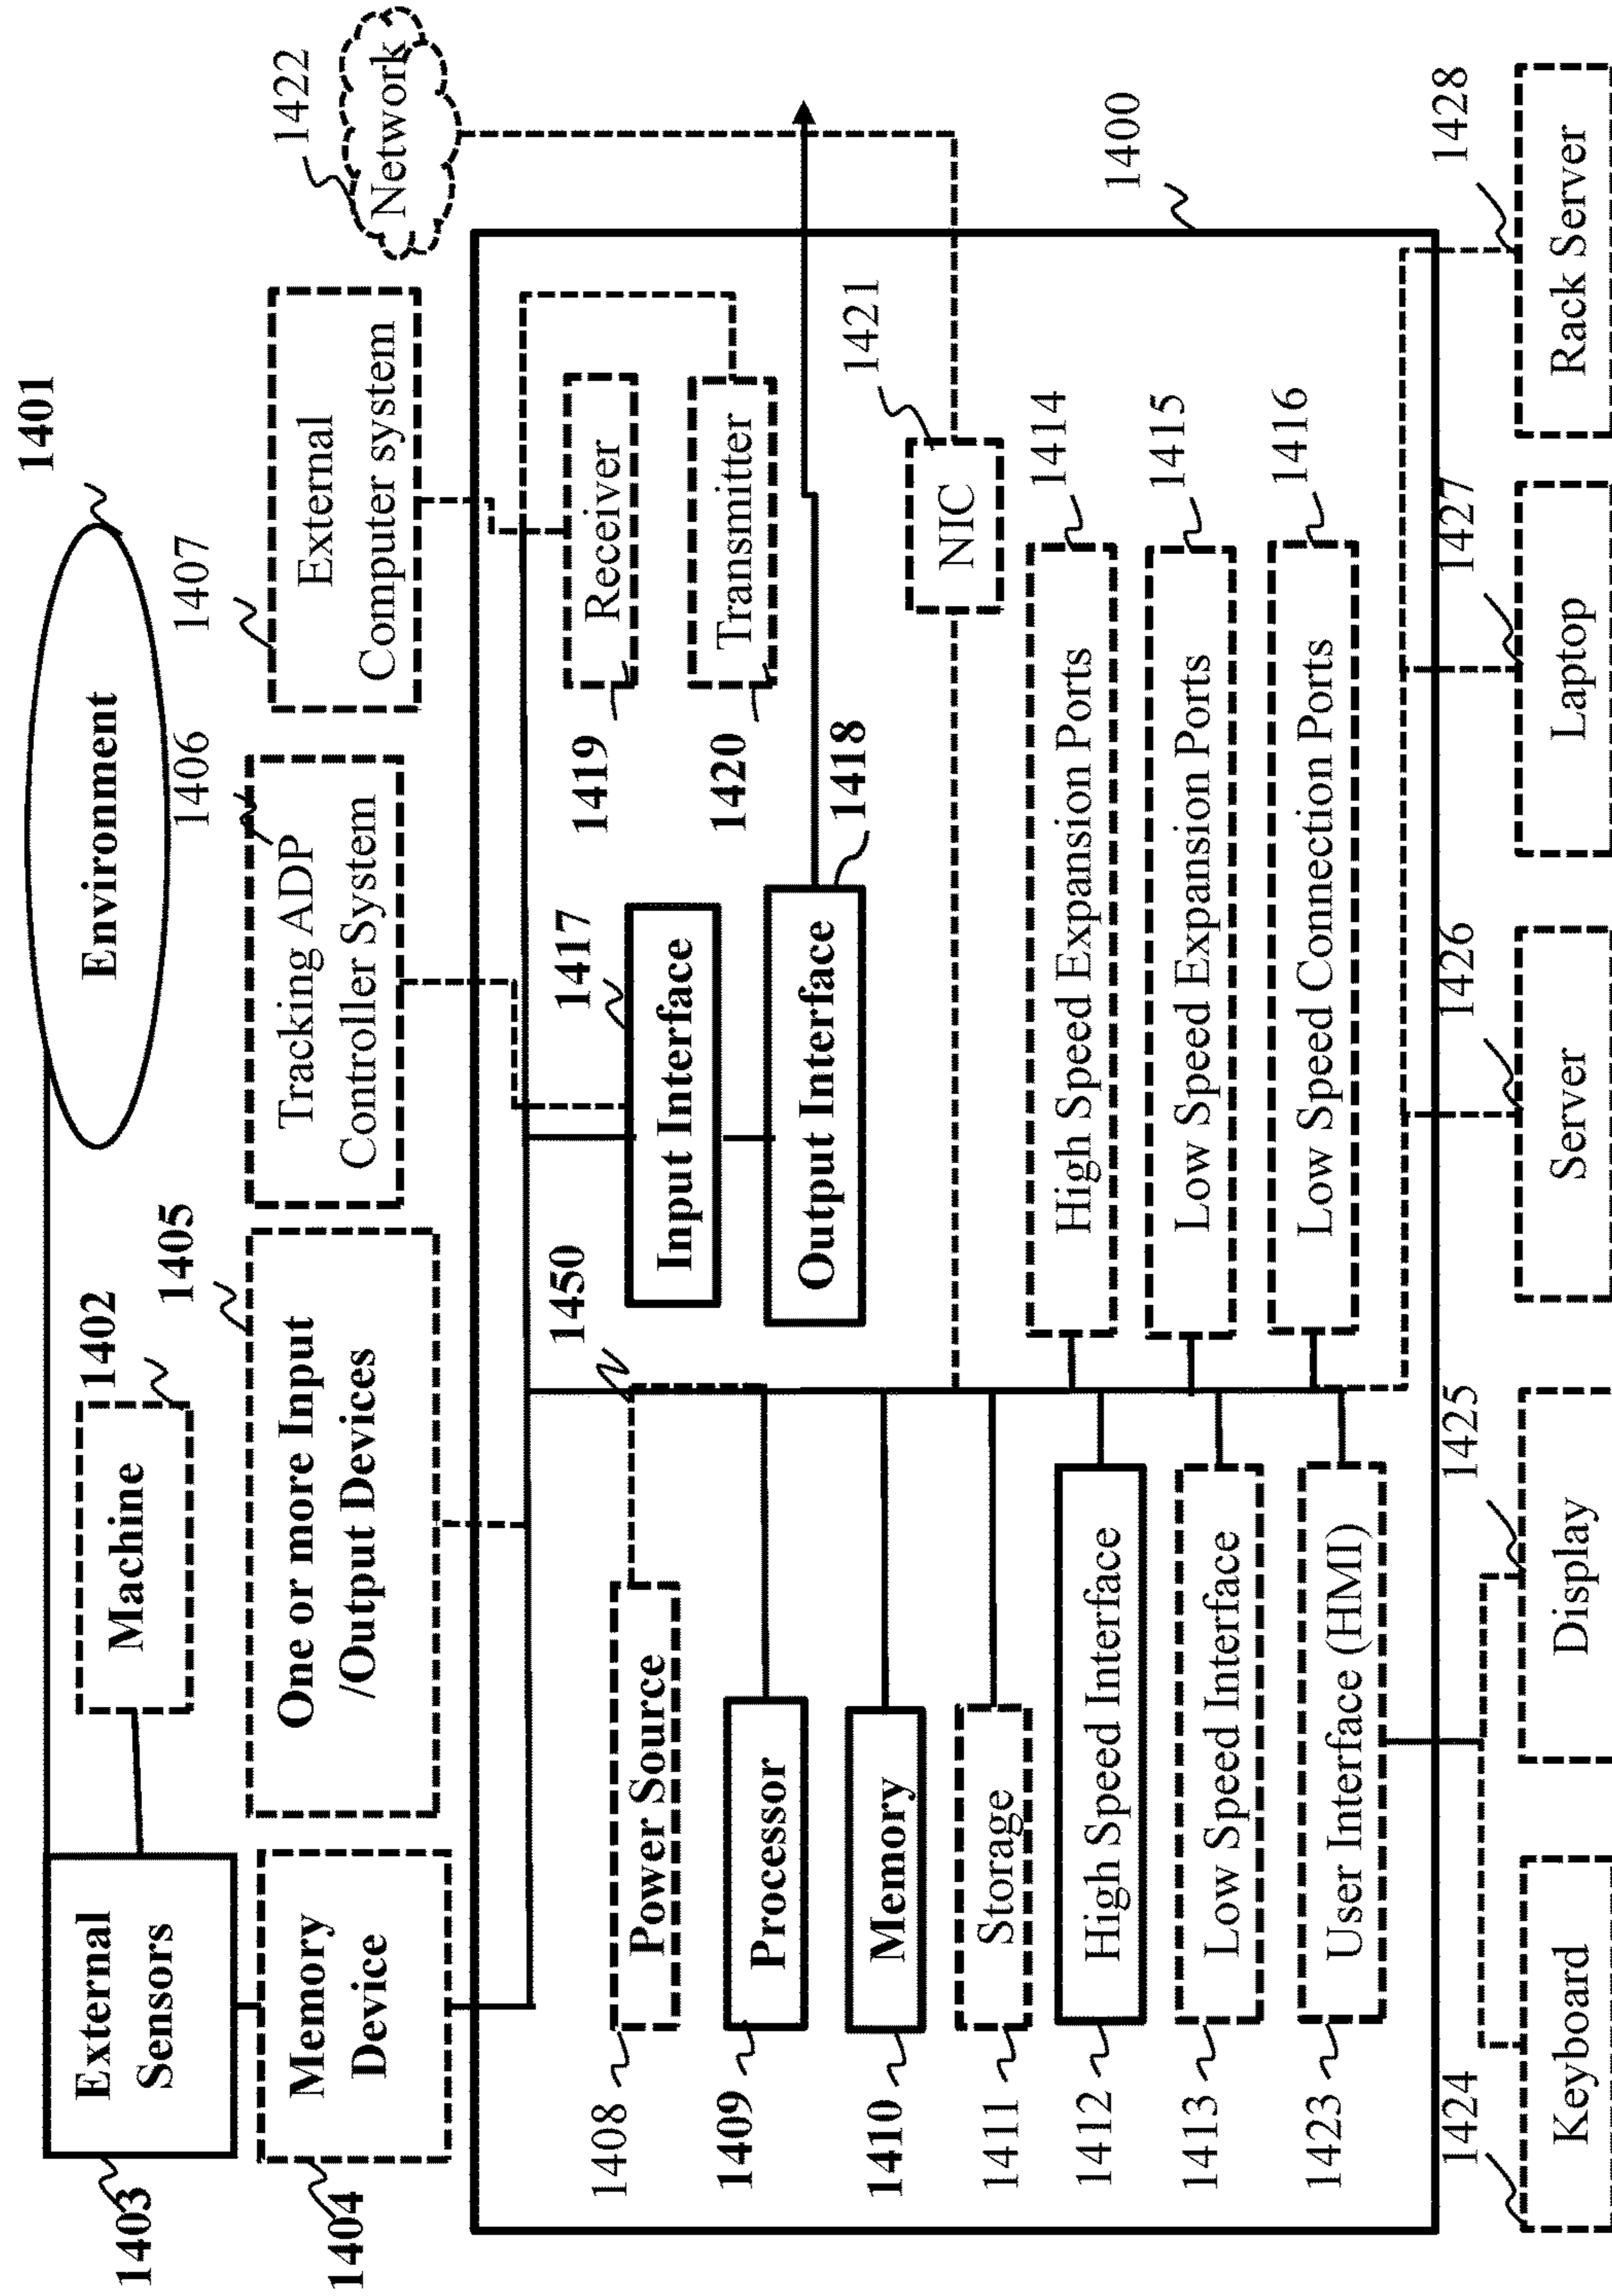 1401
Environment
1403
External
Sensors
1402
Machine
1404
Memory
Device
1405
One or more Input
/Output Devices
1406
Tracking ADP
Controller System
1407
External
Computer system
1422
Network
1408
Power Source
1409
Processor
1410
Memory
1411
Storage
1412
High Speed Interface
1413
Low Speed Interface
1423
User Interface (HMI)
1450
1417
Input Interface
Output Interface
1418
1419
Receiver
1420
Transmitter
1421
NIC
1400
High Speed Expansion Ports
1414
Low Speed Expansion Ports
1415
Low Speed Connection Ports
1416
1424
Keyboard
1425
Display
1426
Server
1427
Laptop
1428
Rack Server